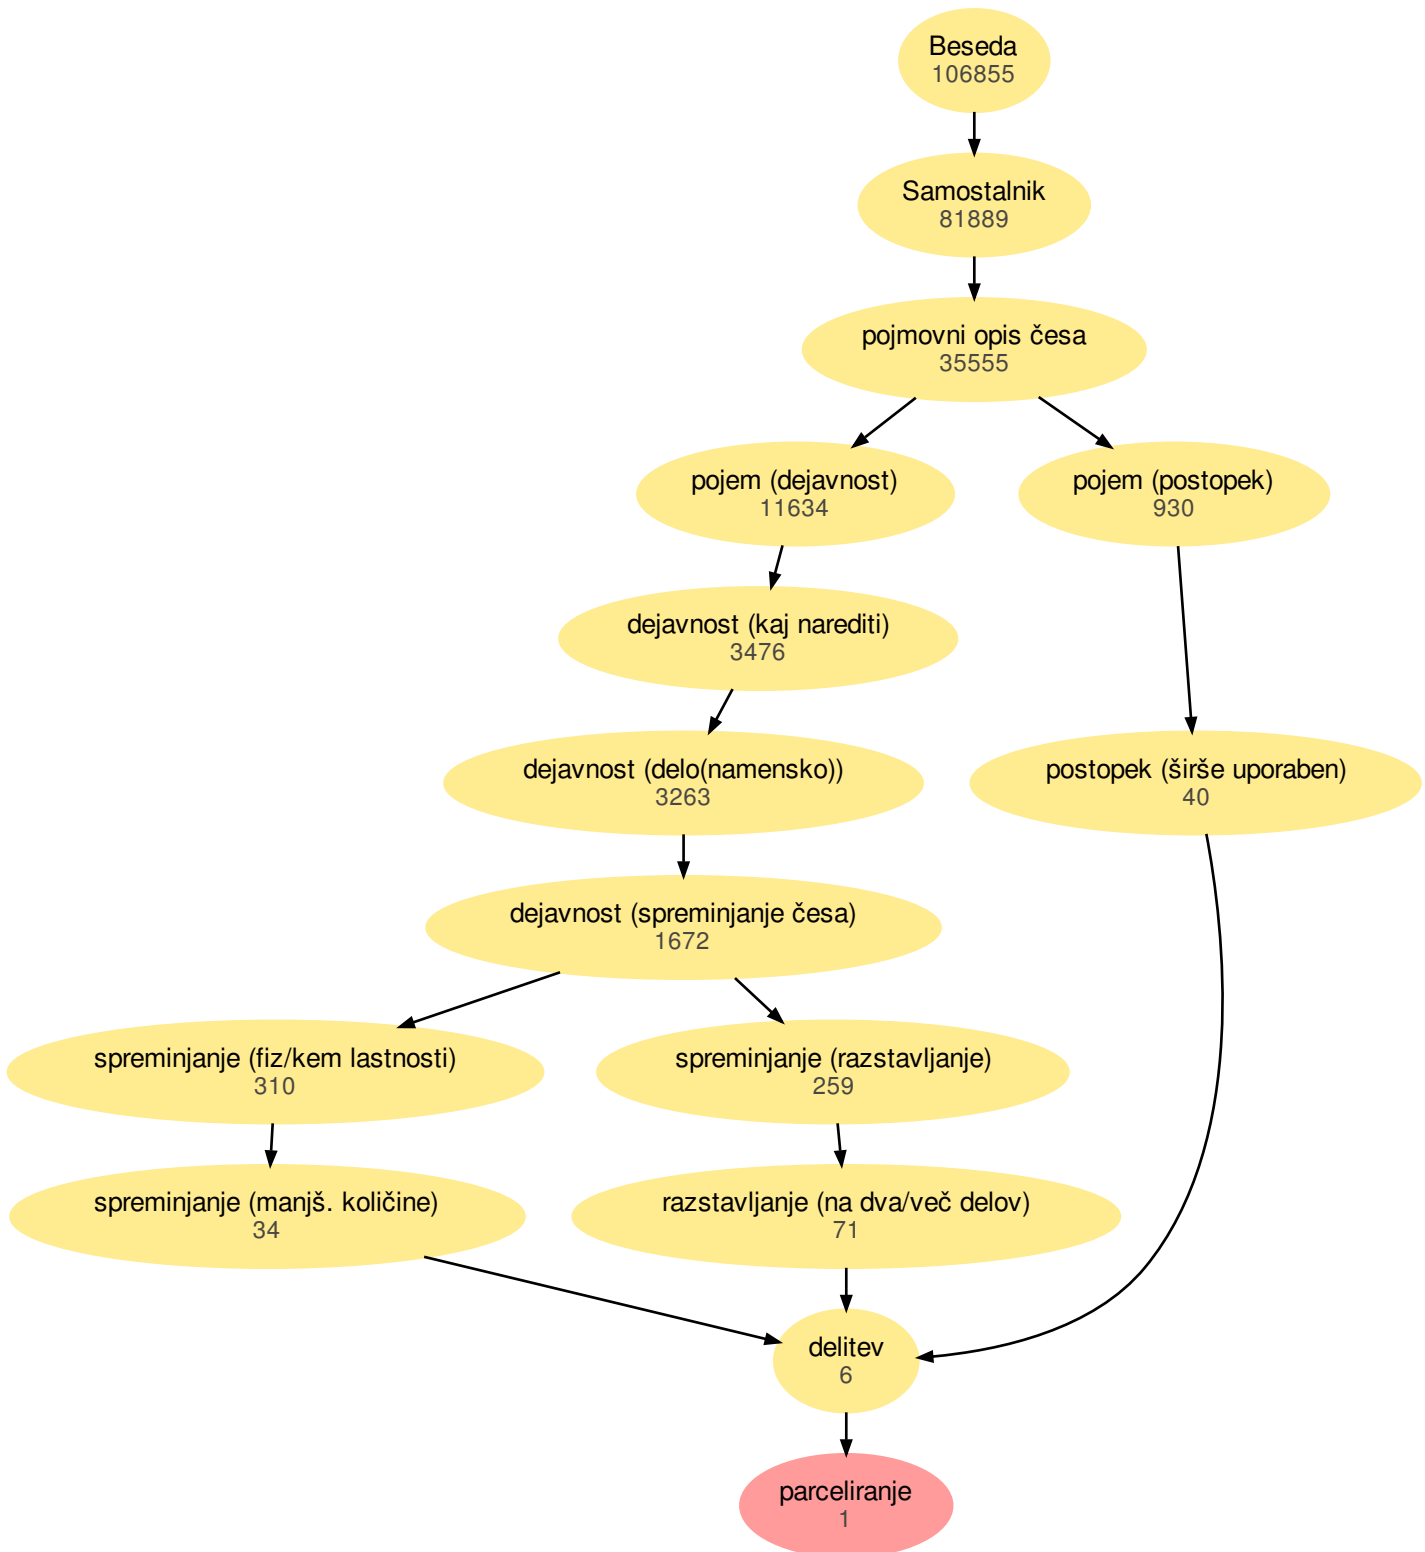 Beseda
106855
Samostalnik
81889
pojmovni opis česa
35555
pojem (dejavnost)
11634
pojem (postopek)
930
dejavnost (kaj narediti)
3476
dejavnost (delo(namensko))
3263
postopek (širše uporaben)
40
dejavnost (spreminjanje česa)
1672
spreminjanje (fiz/kem lastnosti)
310
spreminjanje (razstavljanje)
259
spreminjanje (manjš. količine)
34
razstavljanje (na dva/več delov)
71
delitev
6
parceliranje
1